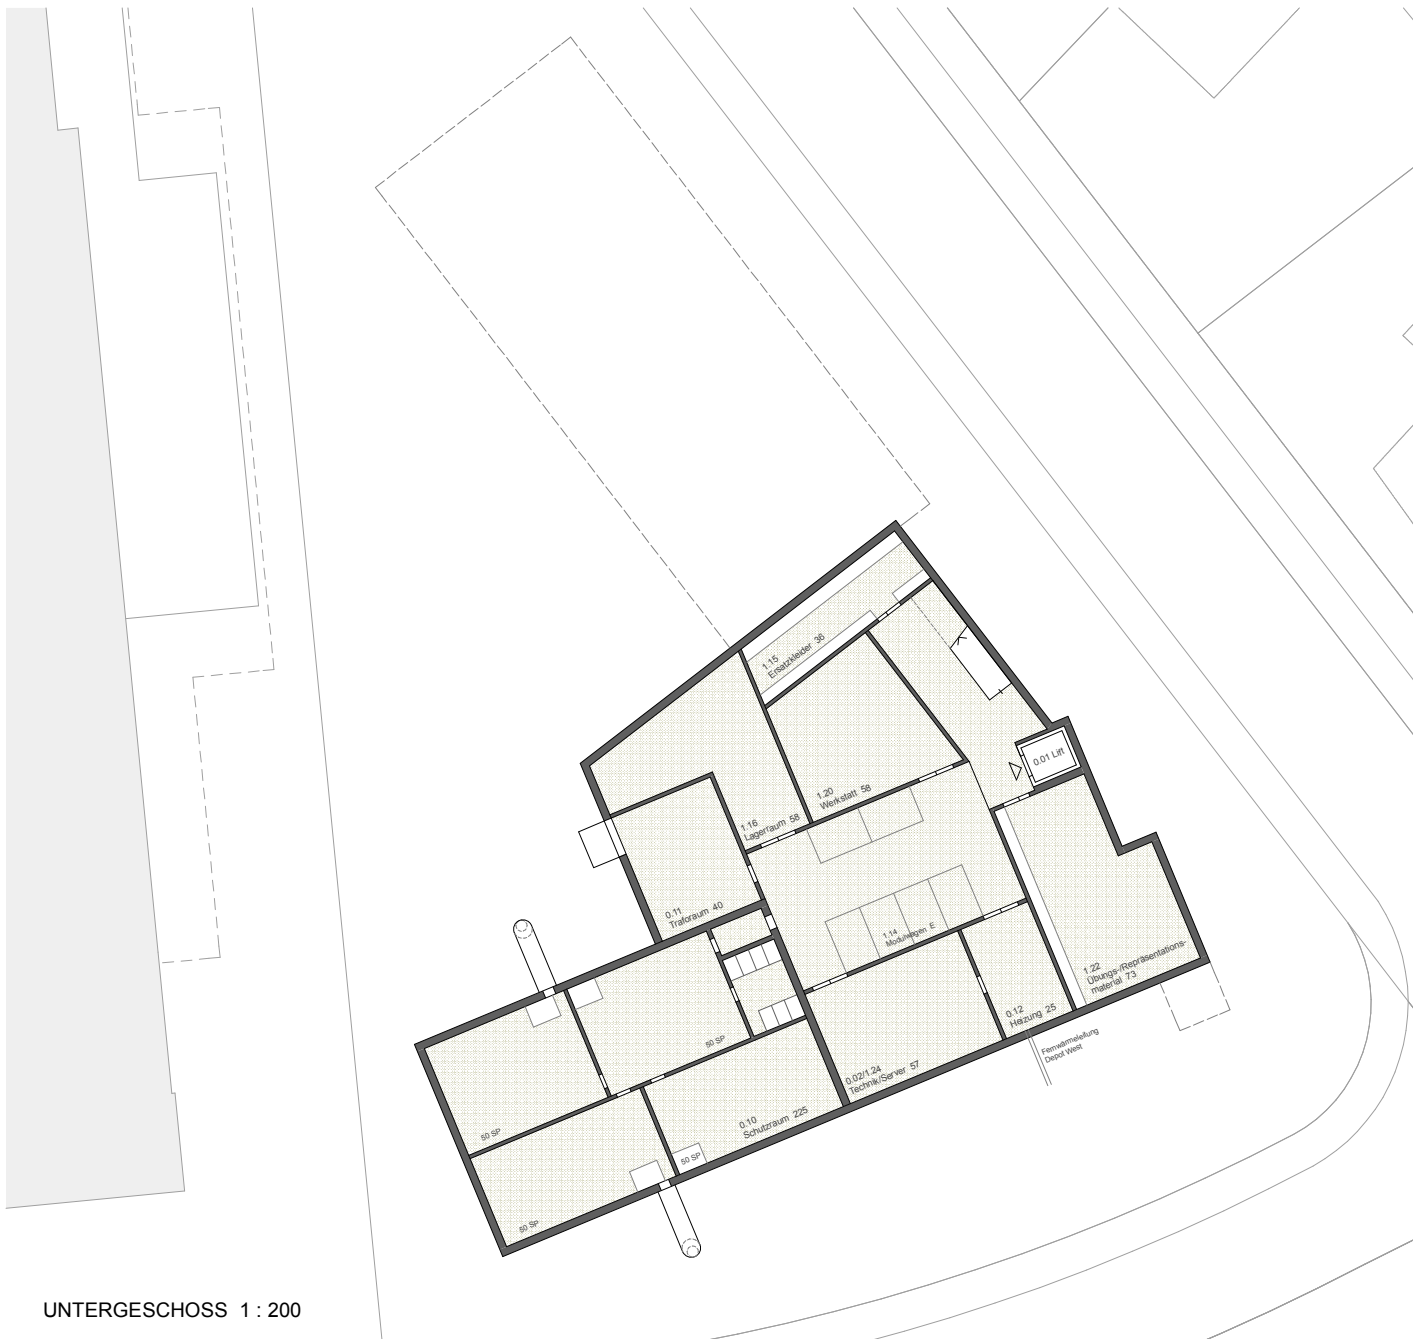 1.15
Ersatzkleider 36
0.01 Lift
1.20
Werkstatt 58
1.16
Lagerraum 58
0.11
Traforaum 40
1.14
Modulwagen E
1.22
Übungs-/Repräsentations-
material 73
0.12
Heizung 25
Fernwärmeleitung
Depot West
0.02/1.24
Technik/Server 57
50 SP
0.10
Schutzraum 225
50 SP
50 SP
50 SP
UNTERGESCHOSS 1 : 200